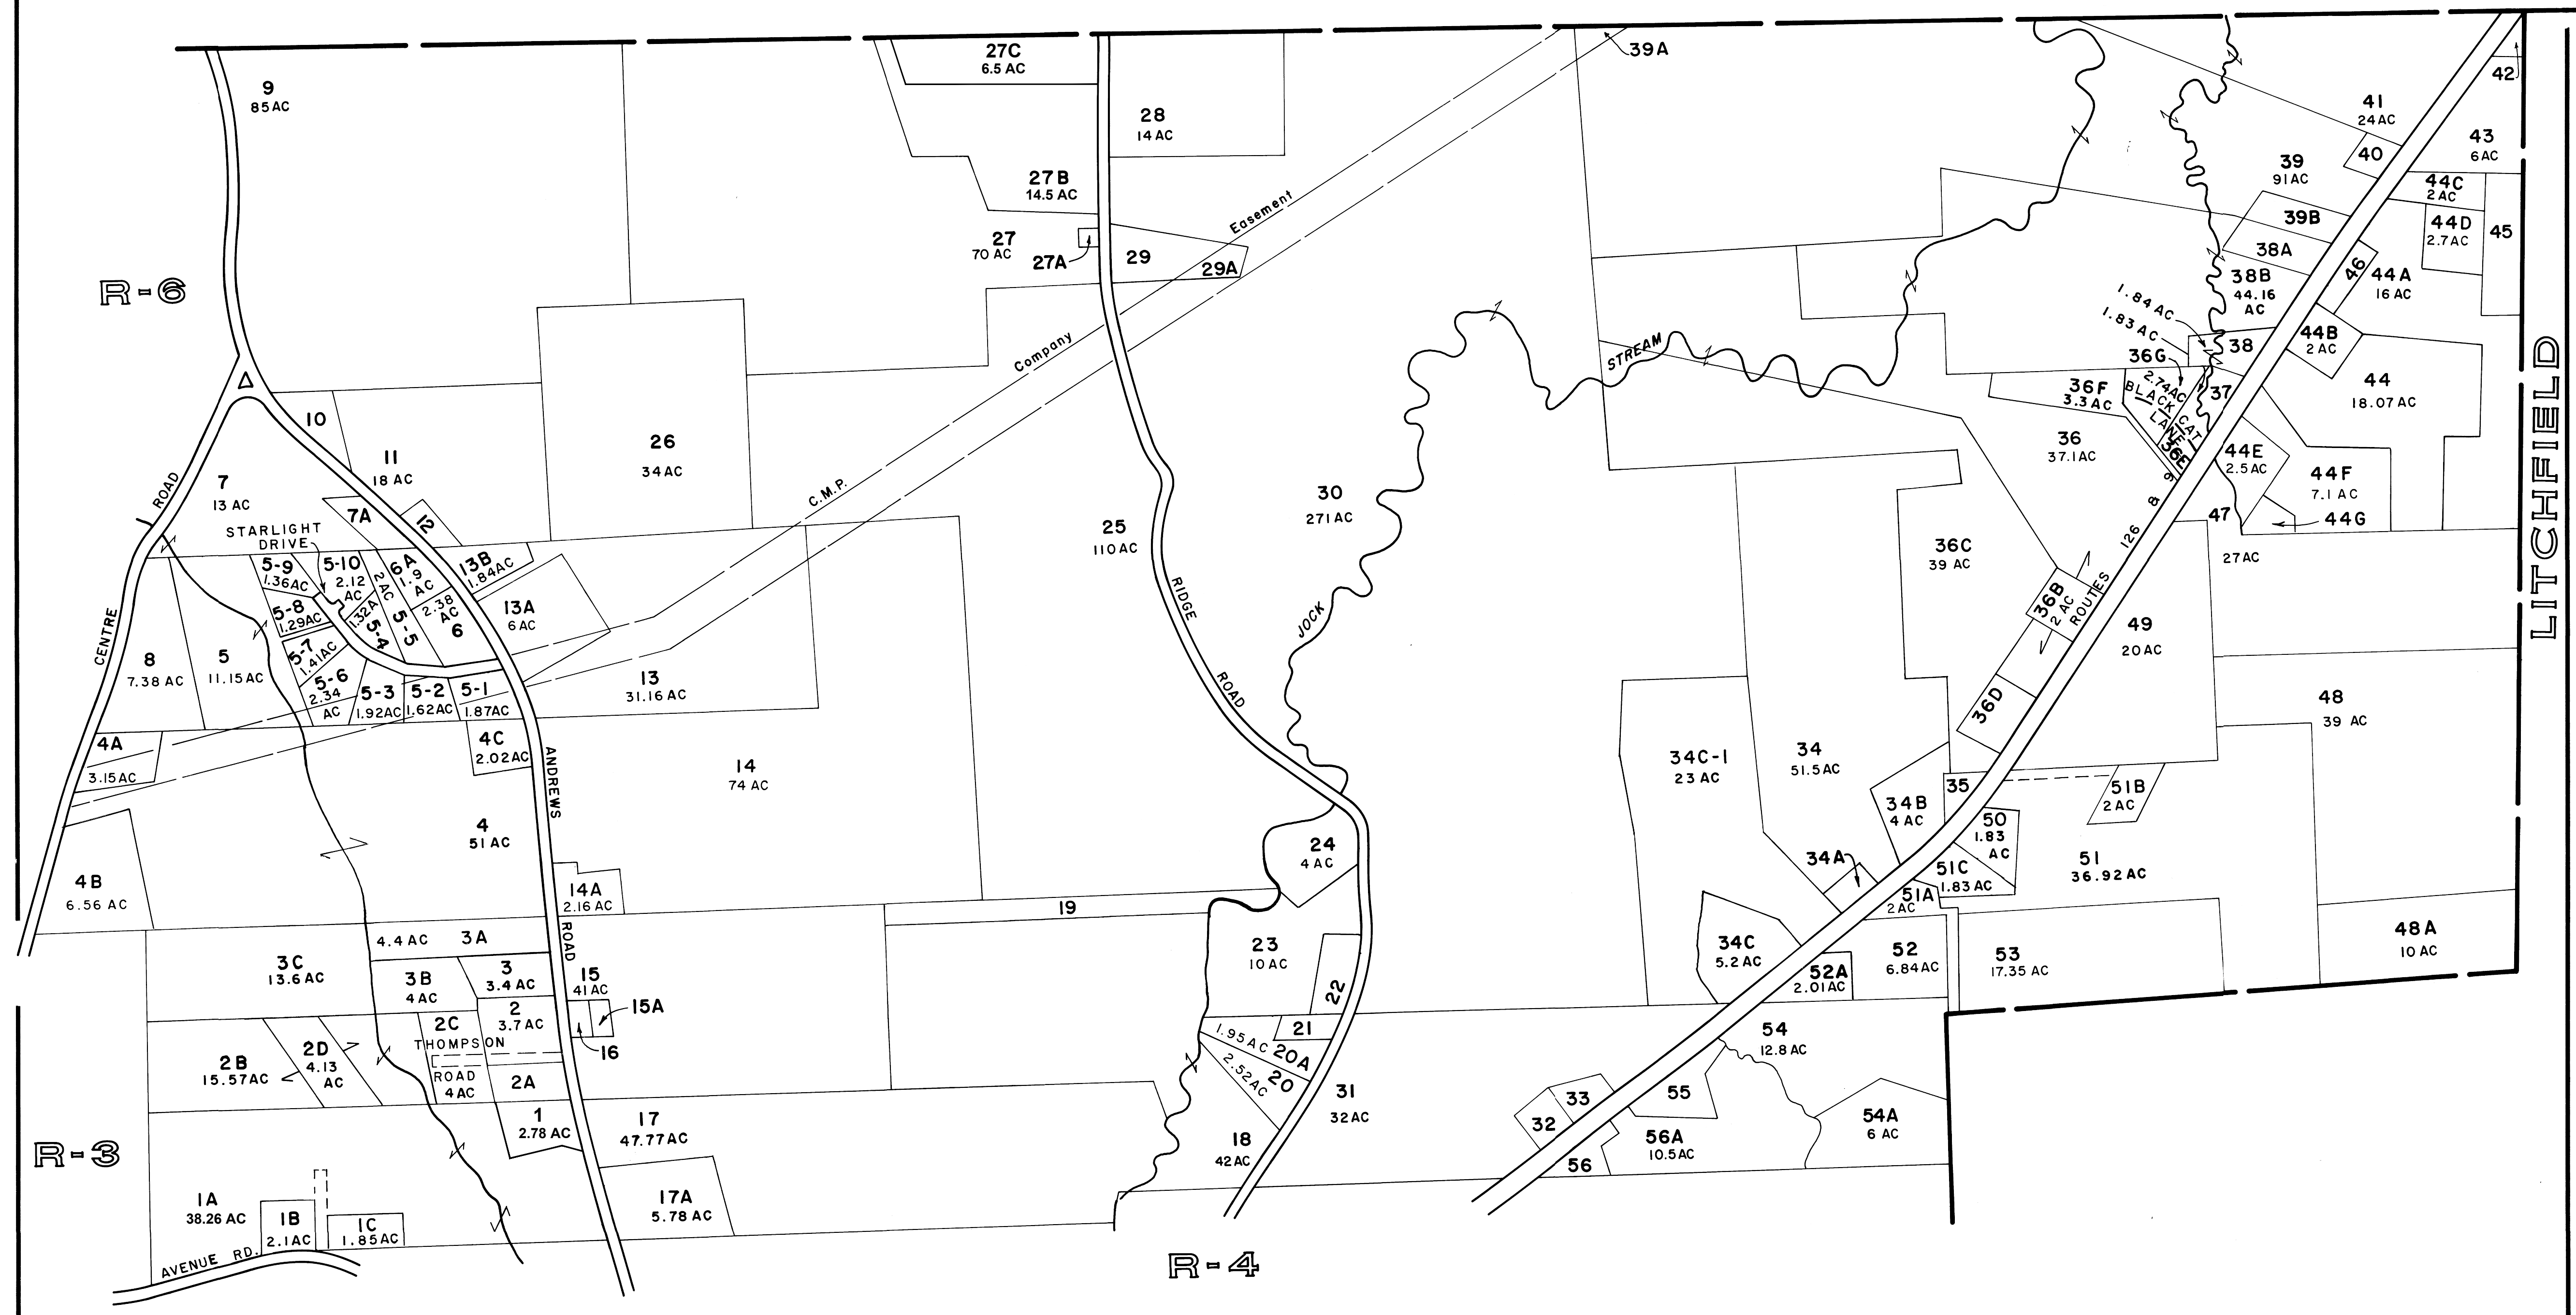 9
85 AC
27C
6.5 AC
28
14 AC
39A
42
41
24 AC
43
6 AC
40
39
91 AC
44C
2 AC
27B
14.5 AC
39B
44D
2.7 AC
45
27
70 AC
27A
29
29A
Easement
38A
38B
44.16
AC
46
44A
16 AC
R-6
1.84 AC
1.83 AC
38
44B
2 AC
Company
STREAM
36G
2.74 AC
BLACK CAT
LANE
37
36F
3.3 AC
36E
44
18.07 AC
LITCHFIELD
10
11
18 AC
26
34 AC
36
37.1 AC
44E
2.5 AC
44F
7.1 AC
44G
ROAD
7
13 AC
7A
12
C.M.P.
30
271 AC
25
110 AC
47
27 AC
STARLIGHT
DRIVE
5-9
1.36 AC
5-10
2.12
AC
6A
1.9
AC
13B
1.84 AC
36C
39 AC
ROUTES 126 & 9
36B
2 AC
5-8
1.29 AC
1.32 A
5-4
2 AC
5-5
2.38
AC
6
13A
6 AC
RIDGE
JOCK
49
20 AC
CENTRE
8
7.38 AC
5
11.15 AC
5-7
1.41 AC
5-6
2.34
AC
5-3
1.92 AC
5-2
1.62 AC
5-1
1.87 AC
13
31.16 AC
ROAD
36D
48
39 AC
4A
3.15 AC
4C
2.02 AC
ANDREWS
14
74 AC
34C-1
23 AC
34
51.5 AC
35
34B
4 AC
51B
2 AC
50
1.83
AC
4
51 AC
24
4 AC
34A
51C
1.83 AC
51
36.92 AC
4B
6.56 AC
14A
2.16 AC
19
51A
2 AC
4.4 AC
3A
ROAD
23
10 AC
34C
5.2 AC
52
6.84 AC
52A
2.01 AC
53
17.35 AC
48A
10 AC
3C
13.6 AC
3B
4 AC
3
3.4 AC
15
41 AC
15A
22
2C
2
3.7 AC
16
21
THOMPSON
ROAD
4 AC
2A
2B
15.57 AC
2D
4.13
AC
1.95 AC
20A
20
2.52 AC
54
12.8 AC
31
32 AC
33
32
55
54A
6 AC
1
2.78 AC
17
47.77 AC
18
42 AC
56A
10.5 AC
56
R-3
1A
38.26 AC
1B
2.1 AC
1C
1.85 AC
17A
5.78 AC
AVENUE RD.
R-4